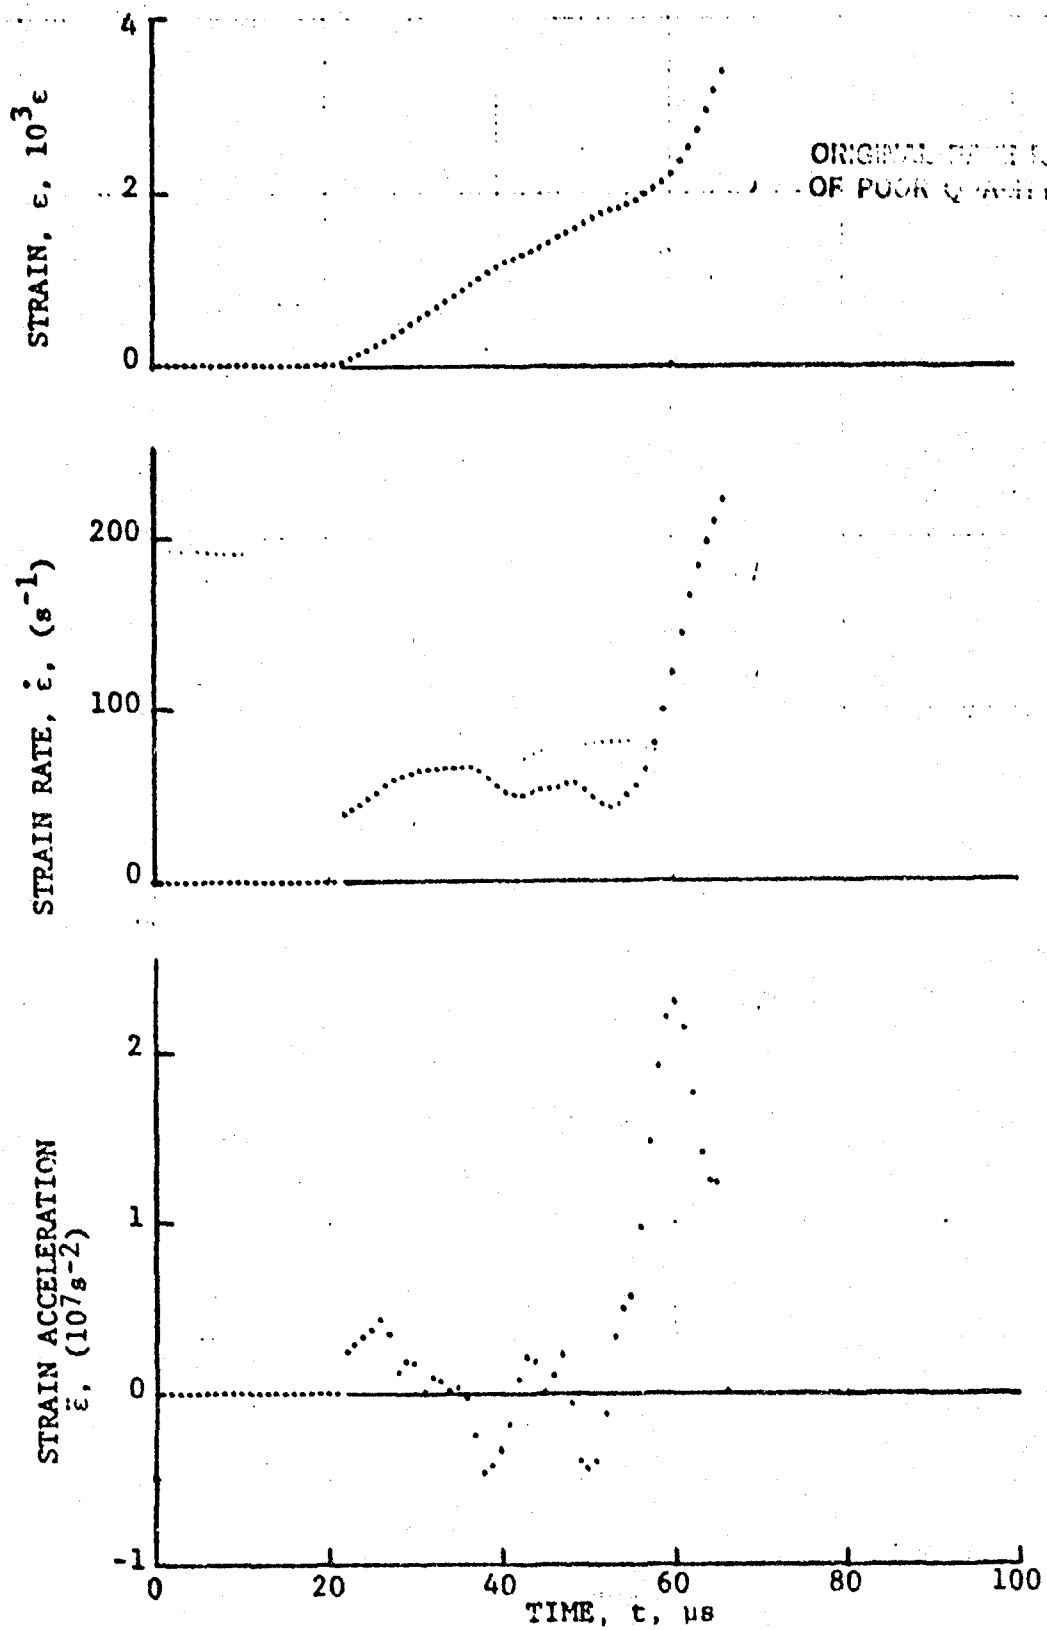 4
2
0
STRAIN, ε, 10³ε
ORIGINAL
OF POOR
200
100
0
STRAIN RATE, ε̇, (s⁻¹)
2
1
0
-1
STRAIN ACCELERATION
ε̈, (10⁷s⁻²)
0 20 40 60 80 100
TIME, t, μs